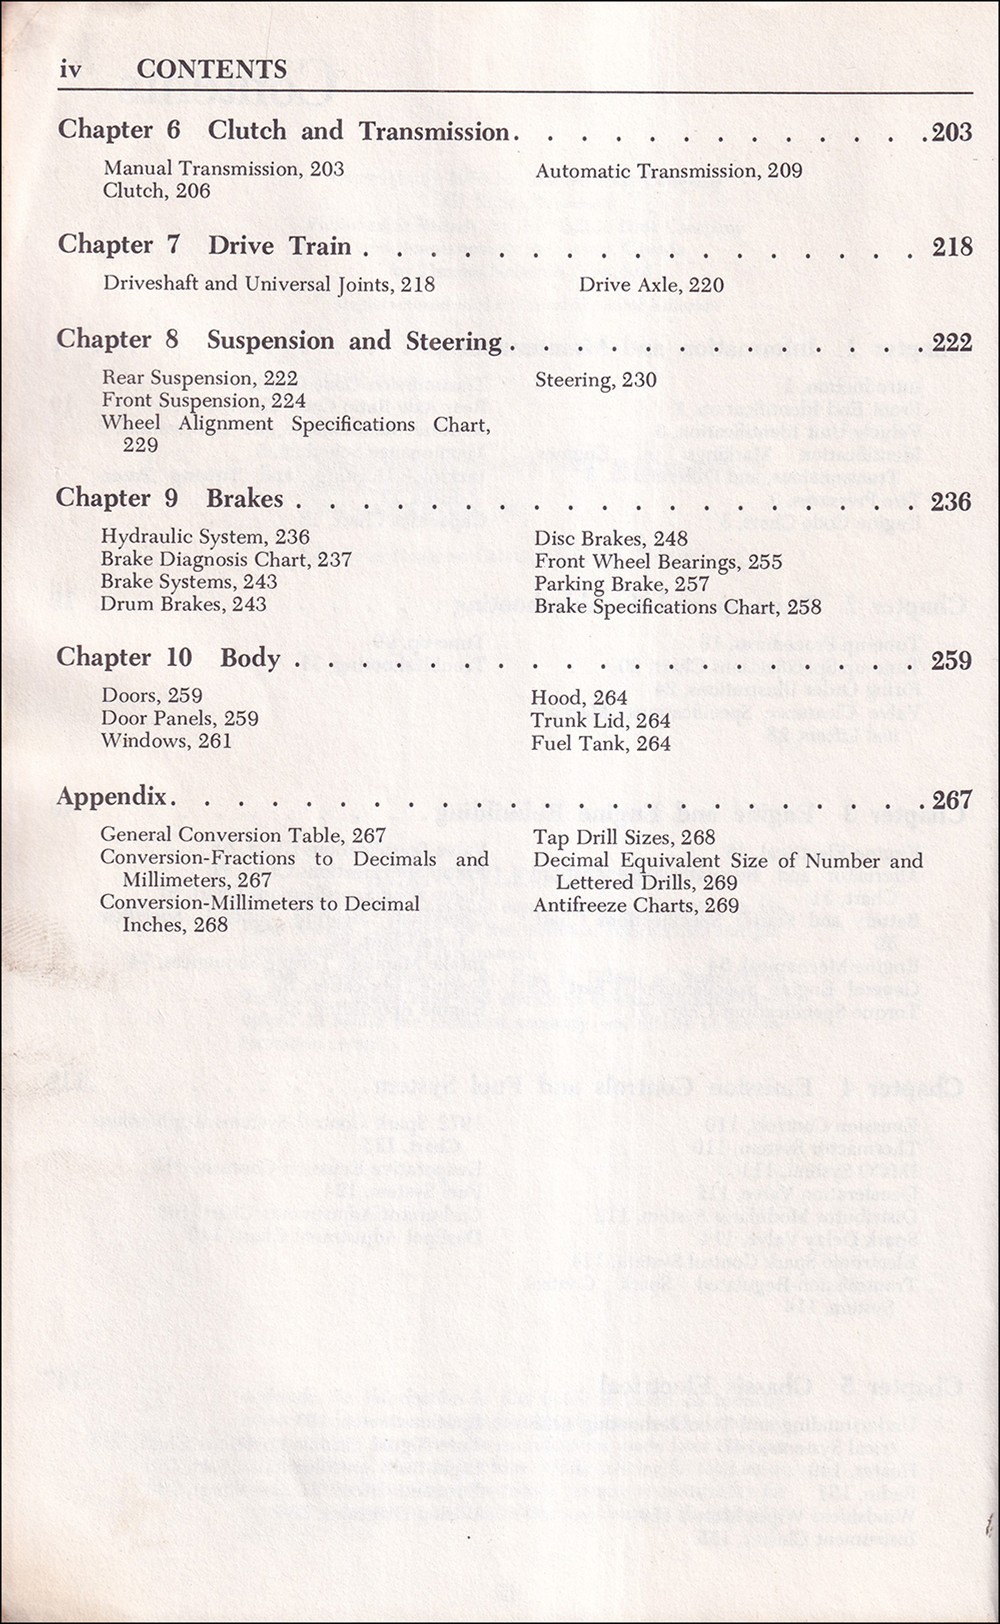 iv CONTENTS
Chapter 6 Clutch and Transmission. . . . . . . . . . . . . .203
Manual Transmission, 203
Clutch, 206
Automatic Transmission, 209
Chapter 7 Drive Train . . . . . . . . . . . . . . . . . 218
Driveshaft and Universal Joints, 218
Drive Axle, 220
Chapter 8 Suspension and Steering. . . . . . . . . . . . . .222
Rear Suspension, 222
Front Suspension, 224
Wheel Alignment Specifications Chart,
229
Steering, 230
Chapter 9 Brakes . . . . . . . . . . . . . . . . . . . 236
Hydraulic System, 236
Brake Diagnosis Chart, 237
Brake Systems, 243
Drum Brakes, 243
Disc Brakes, 248
Front Wheel Bearings, 255
Parking Brake, 257
Brake Specifications Chart, 258
Chapter 10 Body . . . . . . . . . . . . . . . . . . . 259
Doors, 259
Door Panels, 259
Windows, 261
Hood, 264
Trunk Lid, 264
Fuel Tank, 264
Appendix. . . . . . . . . . . . . . . . . . . . . . . .267
General Conversion Table, 267
Conversion-Fractions to Decimals and
Millimeters, 267
Conversion-Millimeters to Decimal
Inches, 268
Tap Drill Sizes, 268
Decimal Equivalent Size of Number and
Lettered Drills, 269
Antifreeze Charts, 269